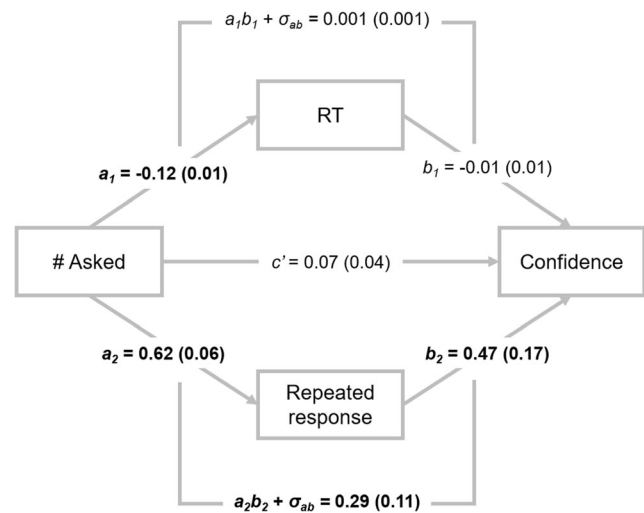 a₁b₁ + σₐb = 0.001 (0.001)
RT
a₁ = -0.12 (0.01)
b₁ = -0.01 (0.01)
# Asked
c' = 0.07 (0.04)
Confidence
a₂ = 0.62 (0.06)
b₂ = 0.47 (0.17)
Repeated
response
a₂b₂ + σₐb = 0.29 (0.11)